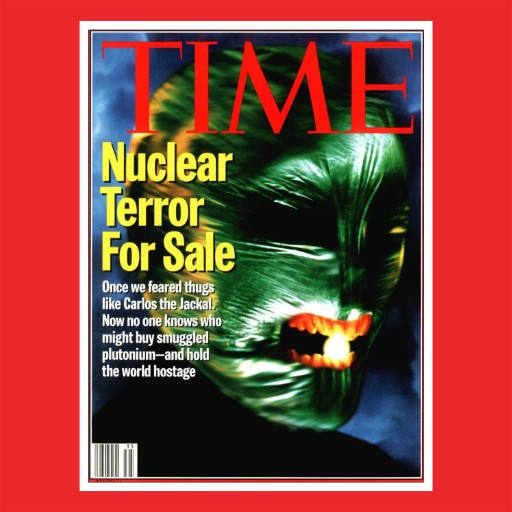 TIME
Nuclear
Terror
For Sale
Once we feared thugs
like Carlos the Jackal.
Now no one knows who
might buy smuggled
plutonium—and hold
the world hostage